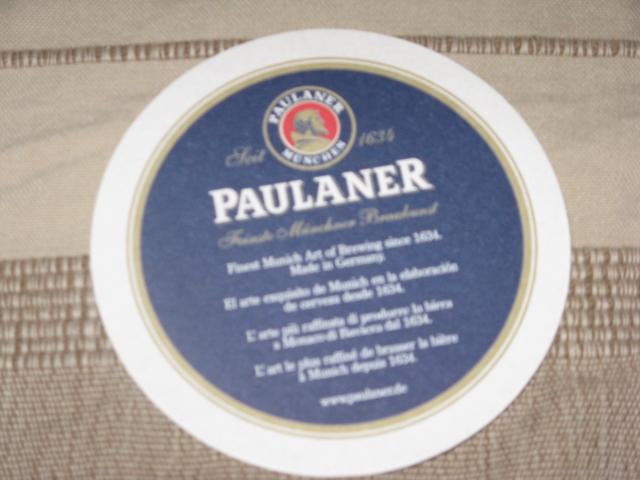 PAULANER
MÜNCHEN
Seit 1634
PAULANER
Feinste Münchner Braukunst
Finest Munich Art of Brewing since 1634.
Made in Germany.
El arte exquisito de Munich en la elaboración
de cerveza desde 1634.
L'arte più raffinata di produrre la birra
a Monaco di Baviera dal 1634.
L'art le plus raffiné de brasser la bière
à Munich depuis 1634.
www.paulaner.de